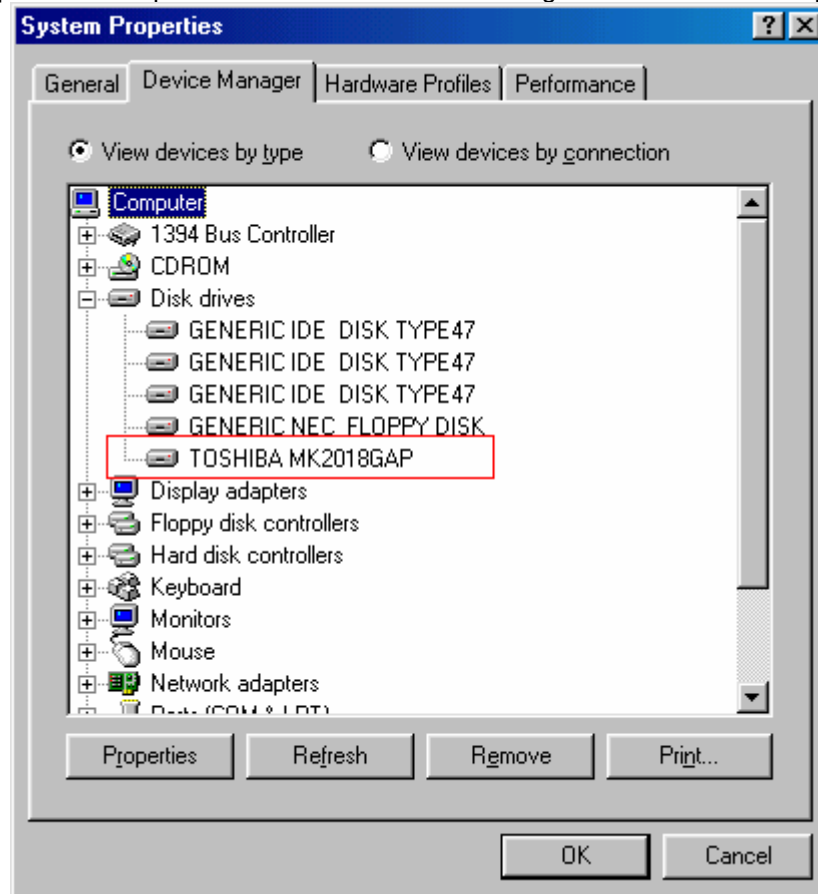 System Properties
General Device Manager Hardware Profiles Performance
View devices by type View devices by connection
Computer
1394 Bus Controller
CDROM
Disk drives
GENERIC IDE DISK TYPE47
GENERIC IDE DISK TYPE47
GENERIC IDE DISK TYPE47
GENERIC NEC FLOPPY DISK
TOSHIBA MK2018GAP
Display adapters
Floppy disk controllers
Hard disk controllers
Keyboard
Monitors
Mouse
Network adapters
Ports (COM & LPT)
Properties Refresh Remove Print...
OK Cancel